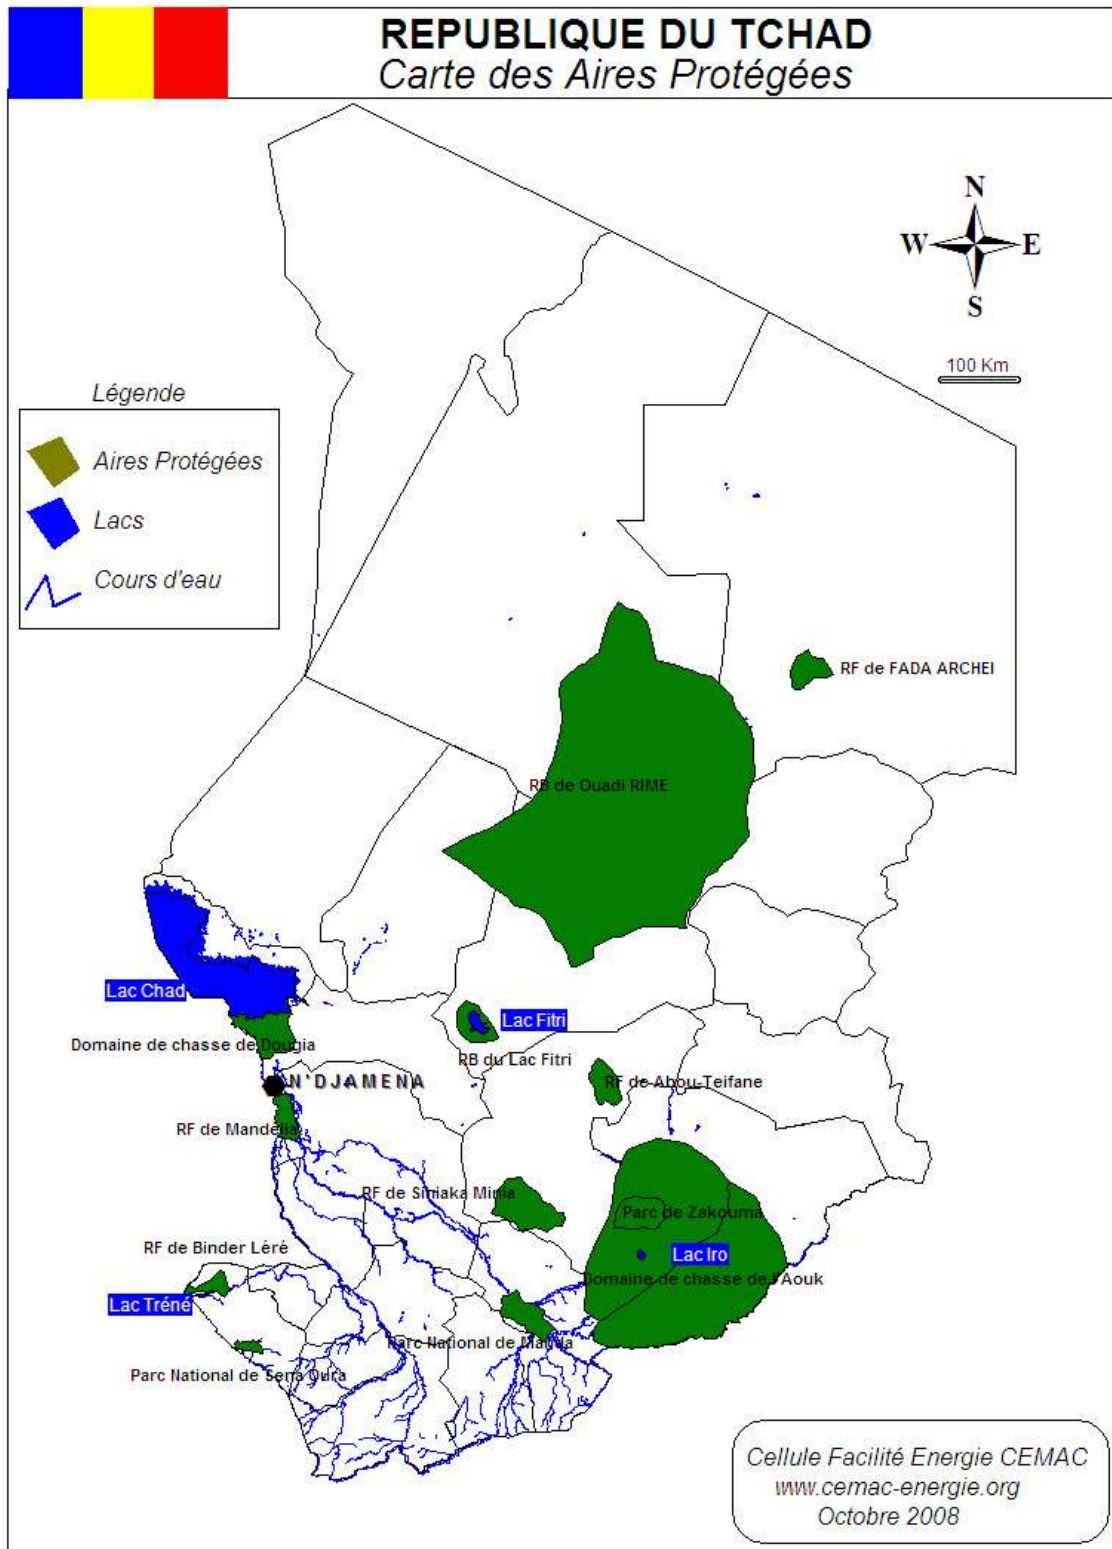 REPUBLIQUE DU TCHAD
Carte des Aires Protégées
N
W
E
S
100 Km
Légende
Aires Protégées
Lacs
Cours d'eau
RF de FADA ARCHEI
RB de Ouadi RIME
Lac Chad
Lac Fitri
Domaine de chasse de Dougia
RB du Lac Fitri
N'DJAMENA
RF de Abou-Teifane
RF de Mandélia
RF de Siniaka Minia
Parc de Zakouma
RF de Binder Léré
Lac Iro
Domaine de chasse de l'Aouk
Lac Tréné
Parc National de Manda
Parc National de Sena Oura
Cellule Facilité Energie CEMAC
www.cemac-energie.org
Octobre 2008